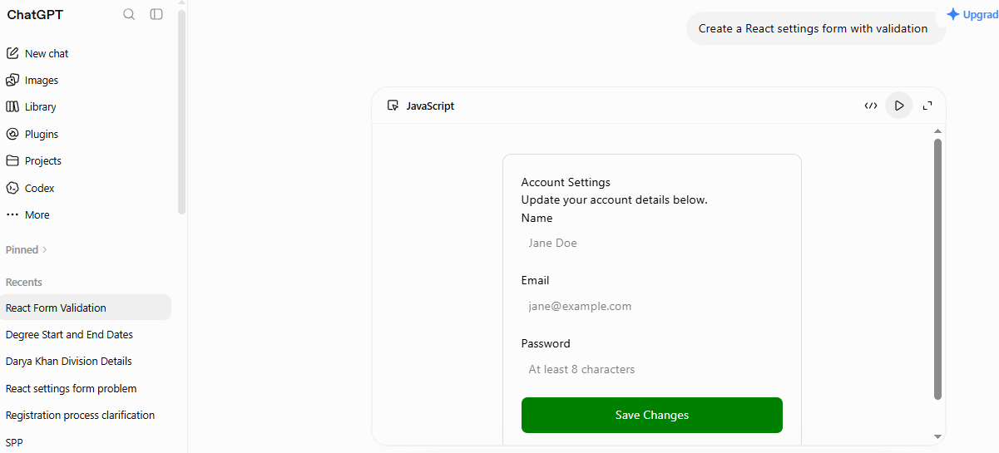 ChatGPT
New chat
Images
Library
Plugins
Projects
Codex
More
Pinned
Recents
React Form Validation
Degree Start and End Dates
Darya Khan Division Details
React settings form problem
Registration process clarification
SPP
Upgrad
Create a React settings form with validation
JavaScript
Account Settings
Update your account details below.
Name
Jane Doe
Email
jane@example.com
Password
At least 8 characters
Save Changes